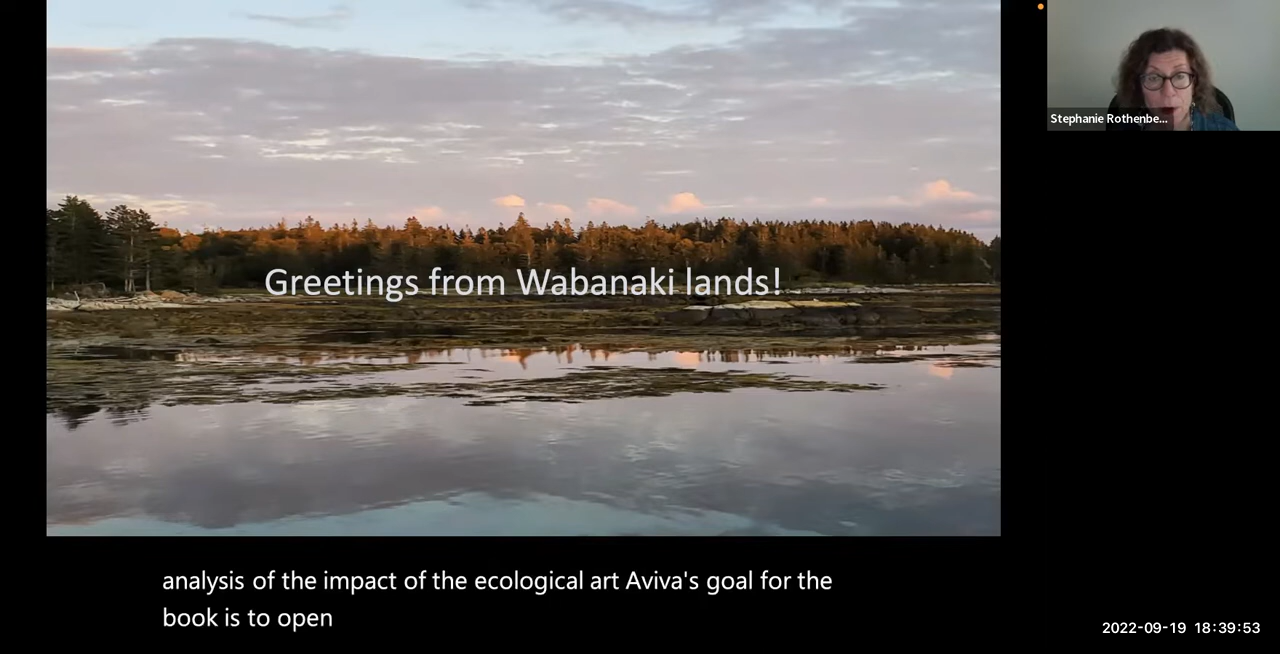 Stephanie Rothenbe...
Greetings from Wabanaki lands!
analysis of the impact of the ecological art Aviva's goal for the
book is to open
2022-09-19 18:39:53